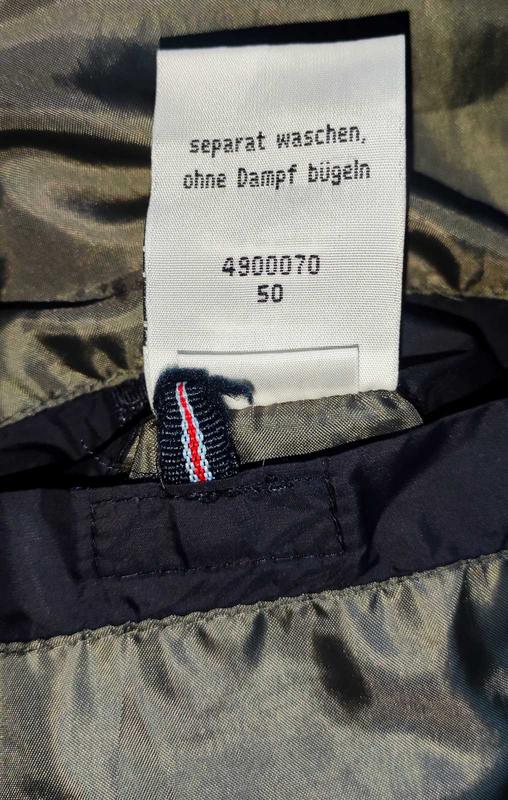 separat waschen,
ohne Dampf bügeln
4900070
50